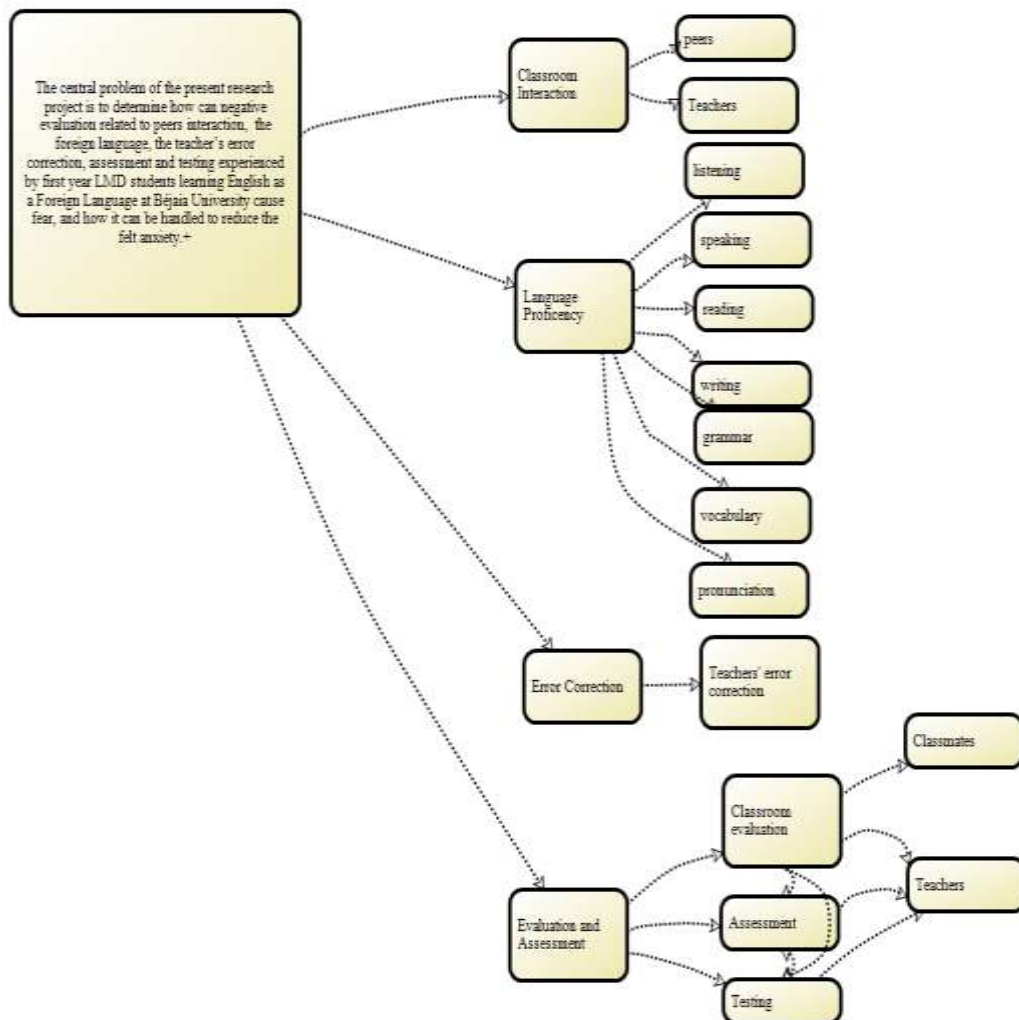 The central problem of the present research
project is to determine how can negative
evaluation related to peers interaction, the
foreign language, the teacher's error
correction, assessment and testing experienced
by first year LMD students learning English as
a Foreign Language at Béjaia University cause
fear, and how it can be handled to reduce the
felt anxiety.+
Classroom
Interaction
peers
Teachers
Language
Proficency
listening
speaking
reading
writing
grammar
vocabulary
pronunciation
Error Correction
Teachers' error
correction
Evaluation and
Assessment
Classroom
evaluation
Assessment
Testing
Classmates
Teachers